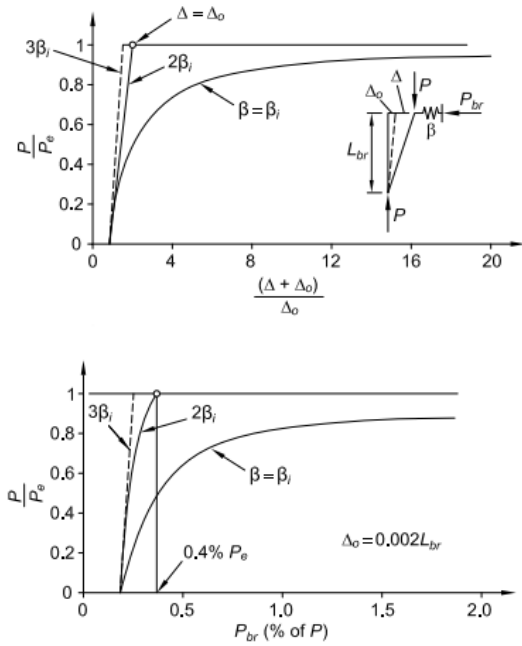 Δ = Δo
3βi
2βi
β = βi
1
0.8
0.6
0.4
0.2
0
P/Pe
0 4 8 12 16 20
(Δ + Δo)/Δo
Δo Δ P
Pbr
β
Lbr
P
3βi
2βi
β = βi
1
0.8
0.6
0.4
0.2
0
P/Pe
0.4% Pe
Δo = 0.002Lbr
0 0.5 1.0 1.5 2.0
Pbr (% of P)